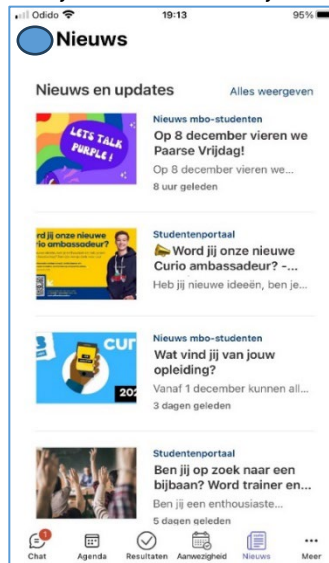 Odido 19:13 95%
Nieuws
Nieuws en updates Alles weergeven
LETS TALK
PURPLE!
Nieuws mbo-studenten
Op 8 december vieren we
Paarse Vrijdag!
Op 8 december vieren we...
8 uur geleden
rd jij onze nieuwe
rio ambassadeur?
Studentenportaal
Word jij onze nieuwe
Curio ambassadeur? -...
Heb jij nieuwe ideeën, ben je...
CUr
202
Nieuws mbo-studenten
Wat vind jij van jouw
opleiding?
Vanaf 1 december kunnen all...
3 dagen geleden
Studentenportaal
Ben jij op zoek naar een
bijbaan? Word trainer en...
Ben jij een enthousiaste...
5 dagen geleden
1
Chat Agenda Resultaten Aanwezigheid Nieuws Meer